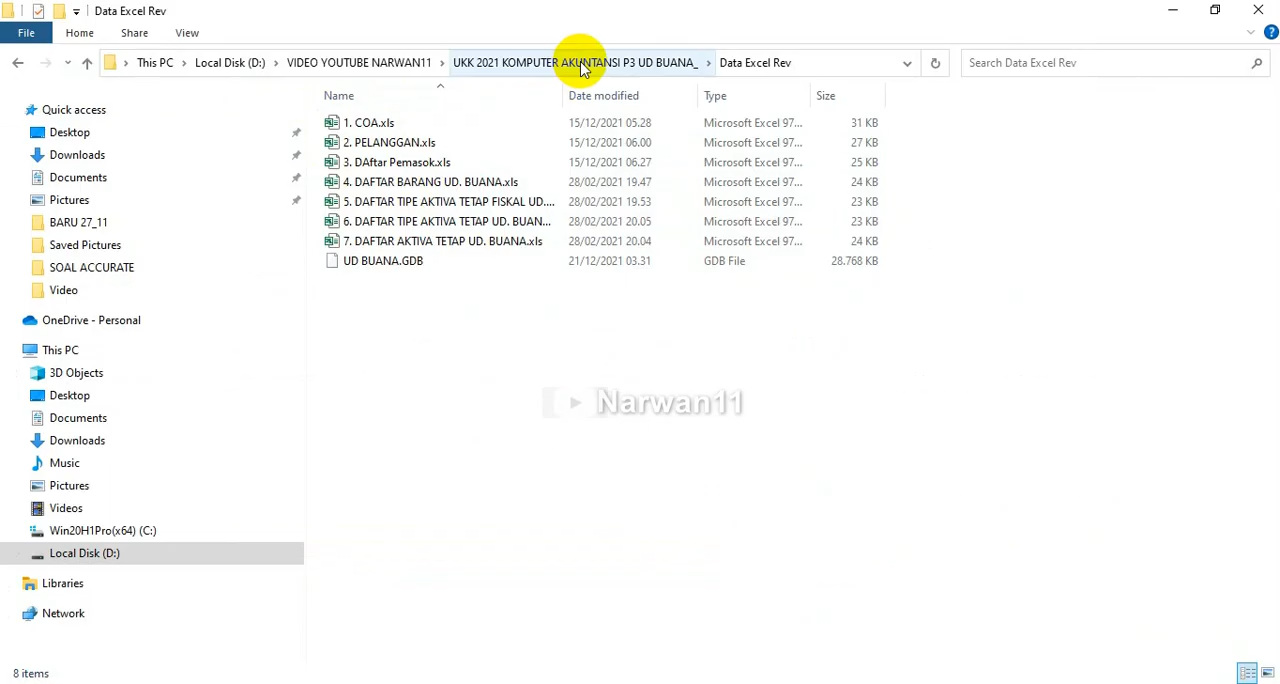 Data Excel Rev
File Home Share View
This PC Local Disk (D:) VIDEO YOUTUBE NARWAN11 UKK 2021 KOMPUTER AKUNTANSI P3 UD BUANA_ Data Excel Rev Search Data Excel Rev
Name Date modified Type Size
Quick access
Desktop
Downloads
Documents
Pictures
BARU 27_11
Saved Pictures
SOAL ACCURATE
Video
OneDrive - Personal
This PC
3D Objects
Desktop
Documents
Downloads
Music
Pictures
Videos
Win20H1Pro(x64) (C:)
Local Disk (D:)
Libraries
Network
1. COA.xls 15/12/2021 05.28 Microsoft Excel 97... 31 KB
2. PELANGGAN.xls 15/12/2021 06.00 Microsoft Excel 97... 27 KB
3. DAftar Pemasok.xls 15/12/2021 06.27 Microsoft Excel 97... 25 KB
4. DAFTAR BARANG UD. BUANA.xls 28/02/2021 19.47 Microsoft Excel 97... 24 KB
5. DAFTAR TIPE AKTIVA TETAP FISKAL UD.... 28/02/2021 19.53 Microsoft Excel 97... 23 KB
6. DAFTAR TIPE AKTIVA TETAP UD. BUAN... 28/02/2021 20.05 Microsoft Excel 97... 23 KB
7. DAFTAR AKTIVA TETAP UD. BUANA.xls 28/02/2021 20.04 Microsoft Excel 97... 24 KB
UD BUANA.GDB 21/12/2021 03.31 GDB File 28.768 KB
Narwan11
8 items